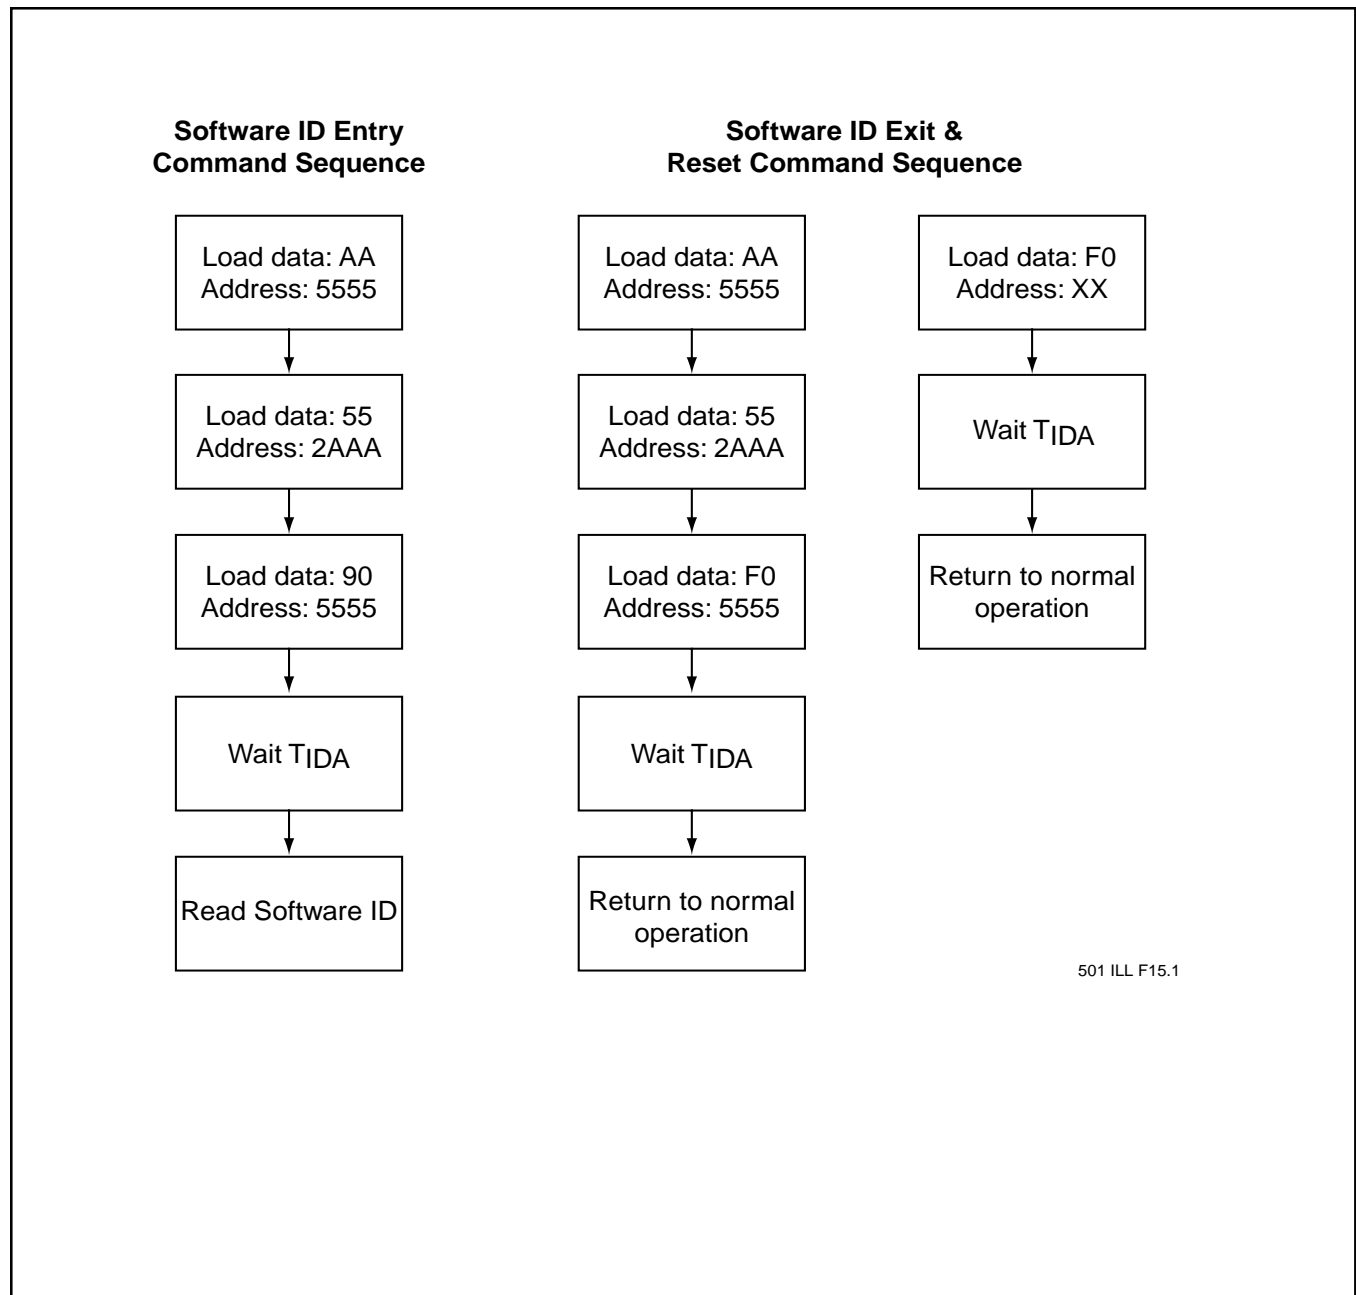 Software ID Entry
Command Sequence
Load data: AA
Address: 5555
Load data: 55
Address: 2AAA
Load data: 90
Address: 5555
Wait TIDA
Read Software ID
Software ID Exit &
Reset Command Sequence
Load data: AA
Address: 5555
Load data: 55
Address: 2AAA
Load data: F0
Address: 5555
Wait TIDA
Return to normal
operation
Load data: F0
Address: XX
Wait TIDA
Return to normal
operation
501 ILL F15.1